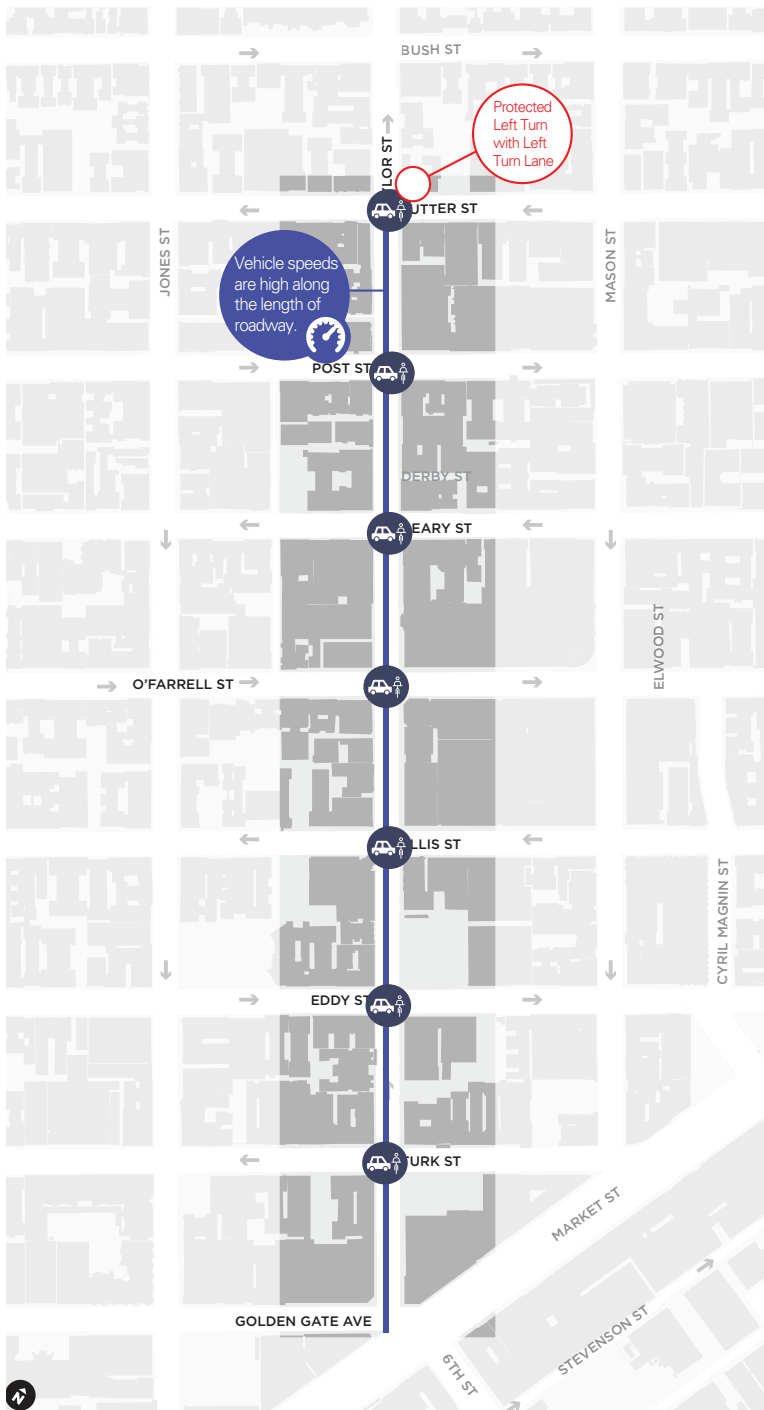 BUSH ST
Protected
Left Turn
with Left
Turn Lane
YLOR ST
UTTER ST
JONES ST
MASON ST
Vehicle speeds
are high along
the length of
roadway.
POST ST
DERBY ST
EARY ST
ELWOOD ST
O'FARRELL ST
LLIS ST
CYRIL MAGNIN ST
EDDY ST
TURK ST
MARKET ST
GOLDEN GATE AVE
STEVENSON ST
6TH ST
N